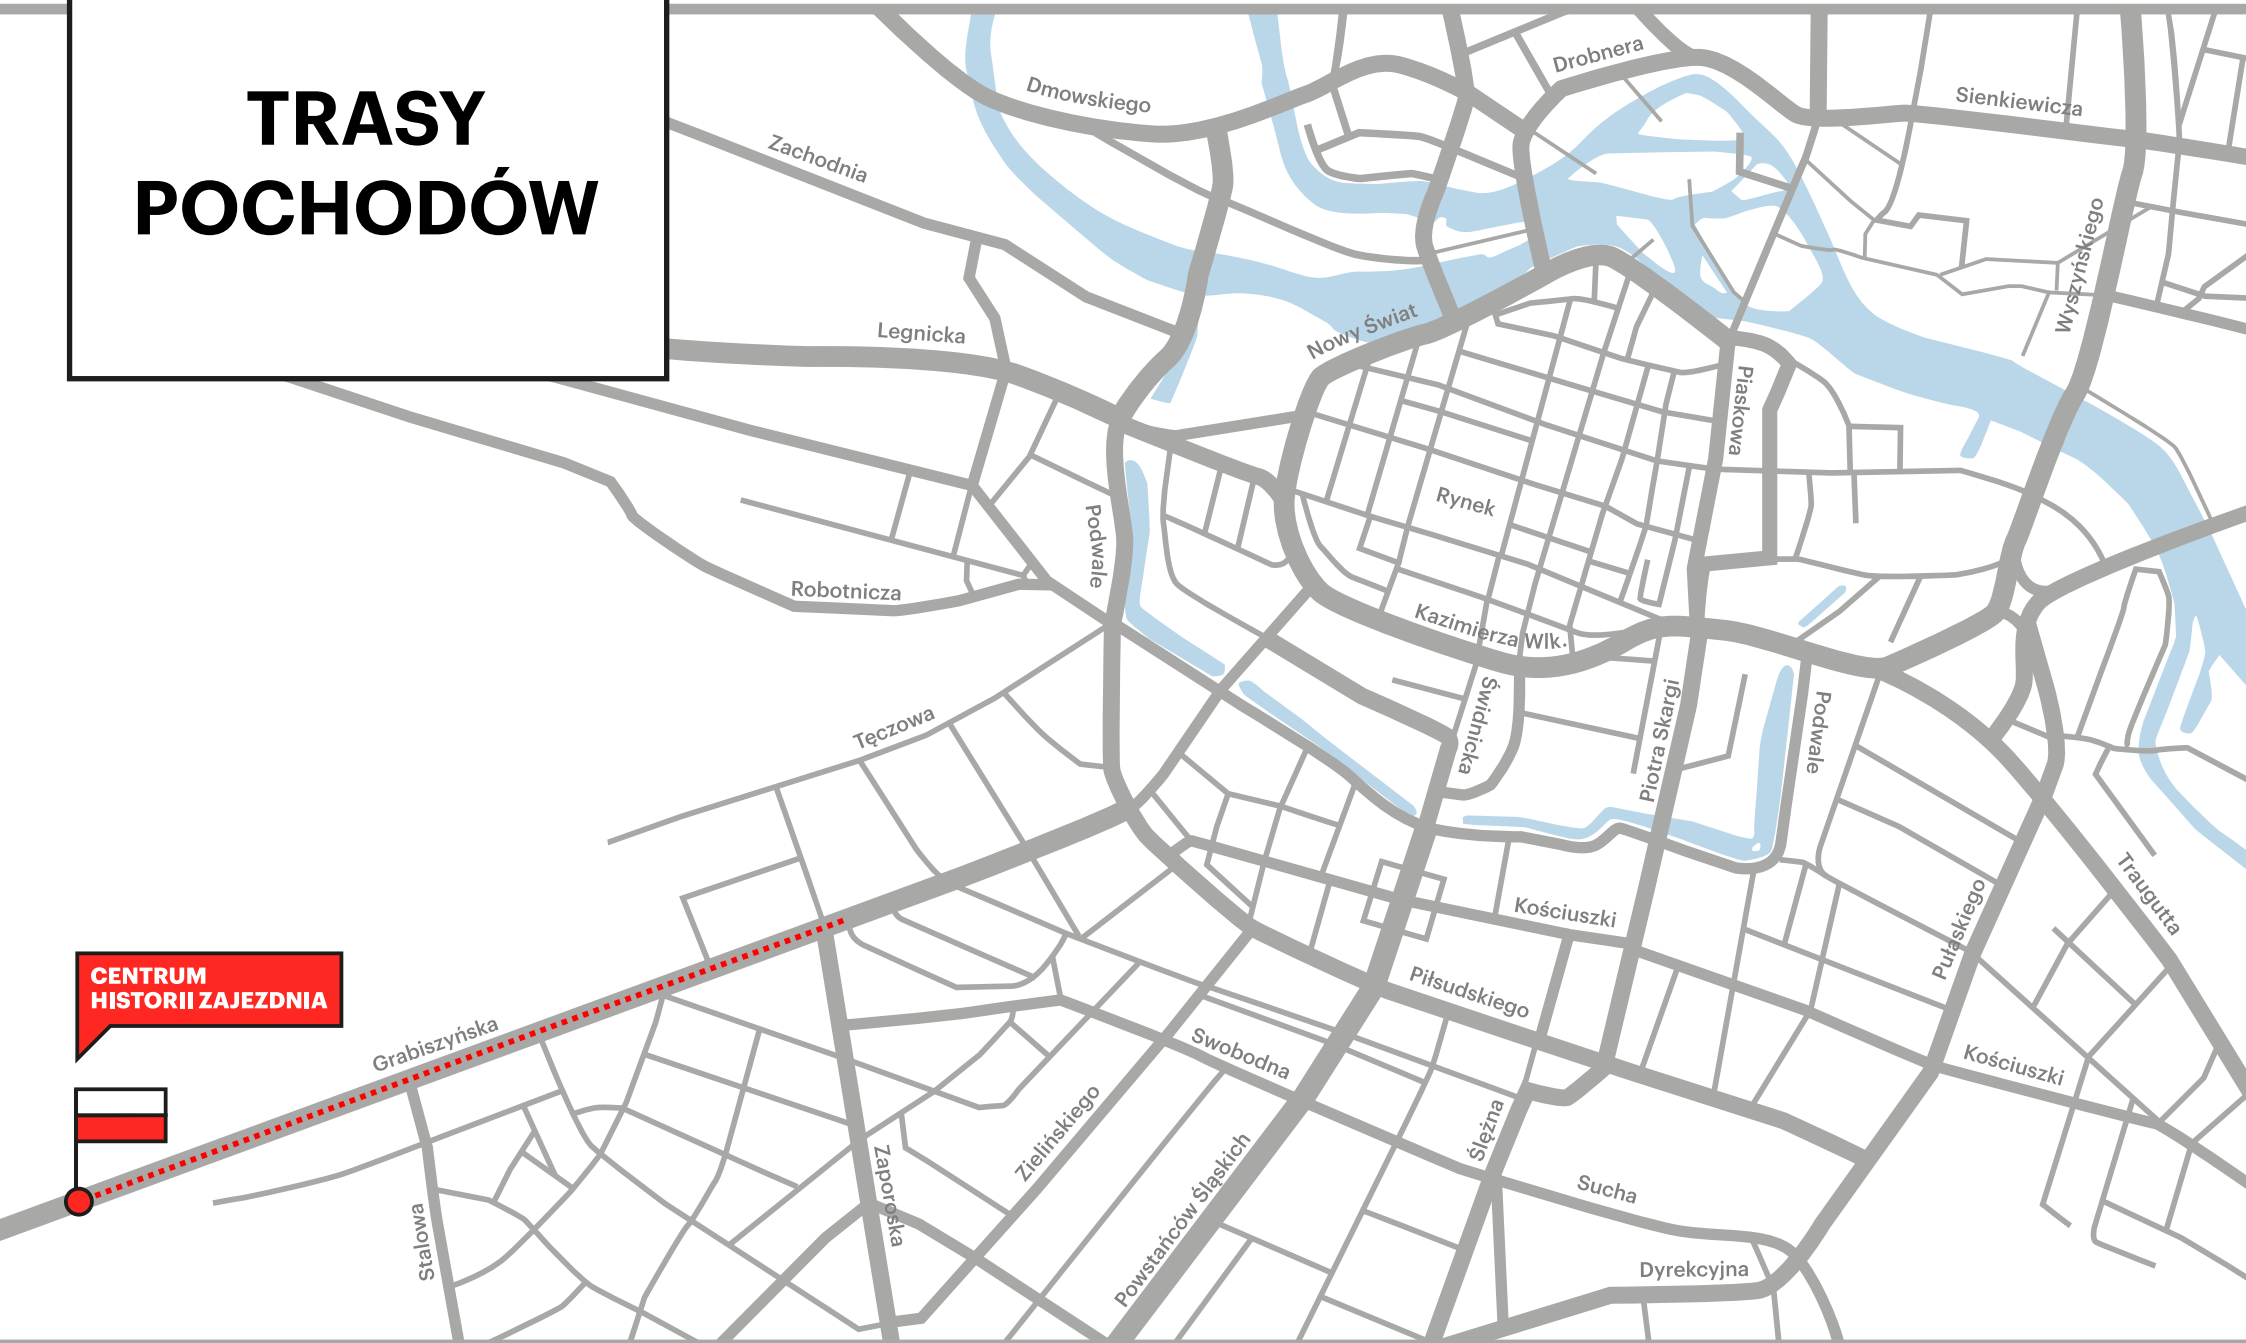 TRASY
POCHODÓW
Drobnera
Dmowskiego
Sienkiewicza
Zachodnia
Wyszyńskiego
Nowy Świat
Legnicka
Piaskowa
Rynek
Podwale
Robotnicza
Kazimierza Wlk.
Świdnicka
Piotra Skargi
Podwale
Tęczowa
Traugutta
Pułaskiego
Kościuszki
CENTRUM
HISTORII ZAJEZDNIA
Piłsudskiego
Grabiszyńska
Swobodna
Kościuszki
Zielińskiego
Ślężna
Zaporoska
Powstańców Śląskich
Sucha
Stalowa
Dyrekcyjna